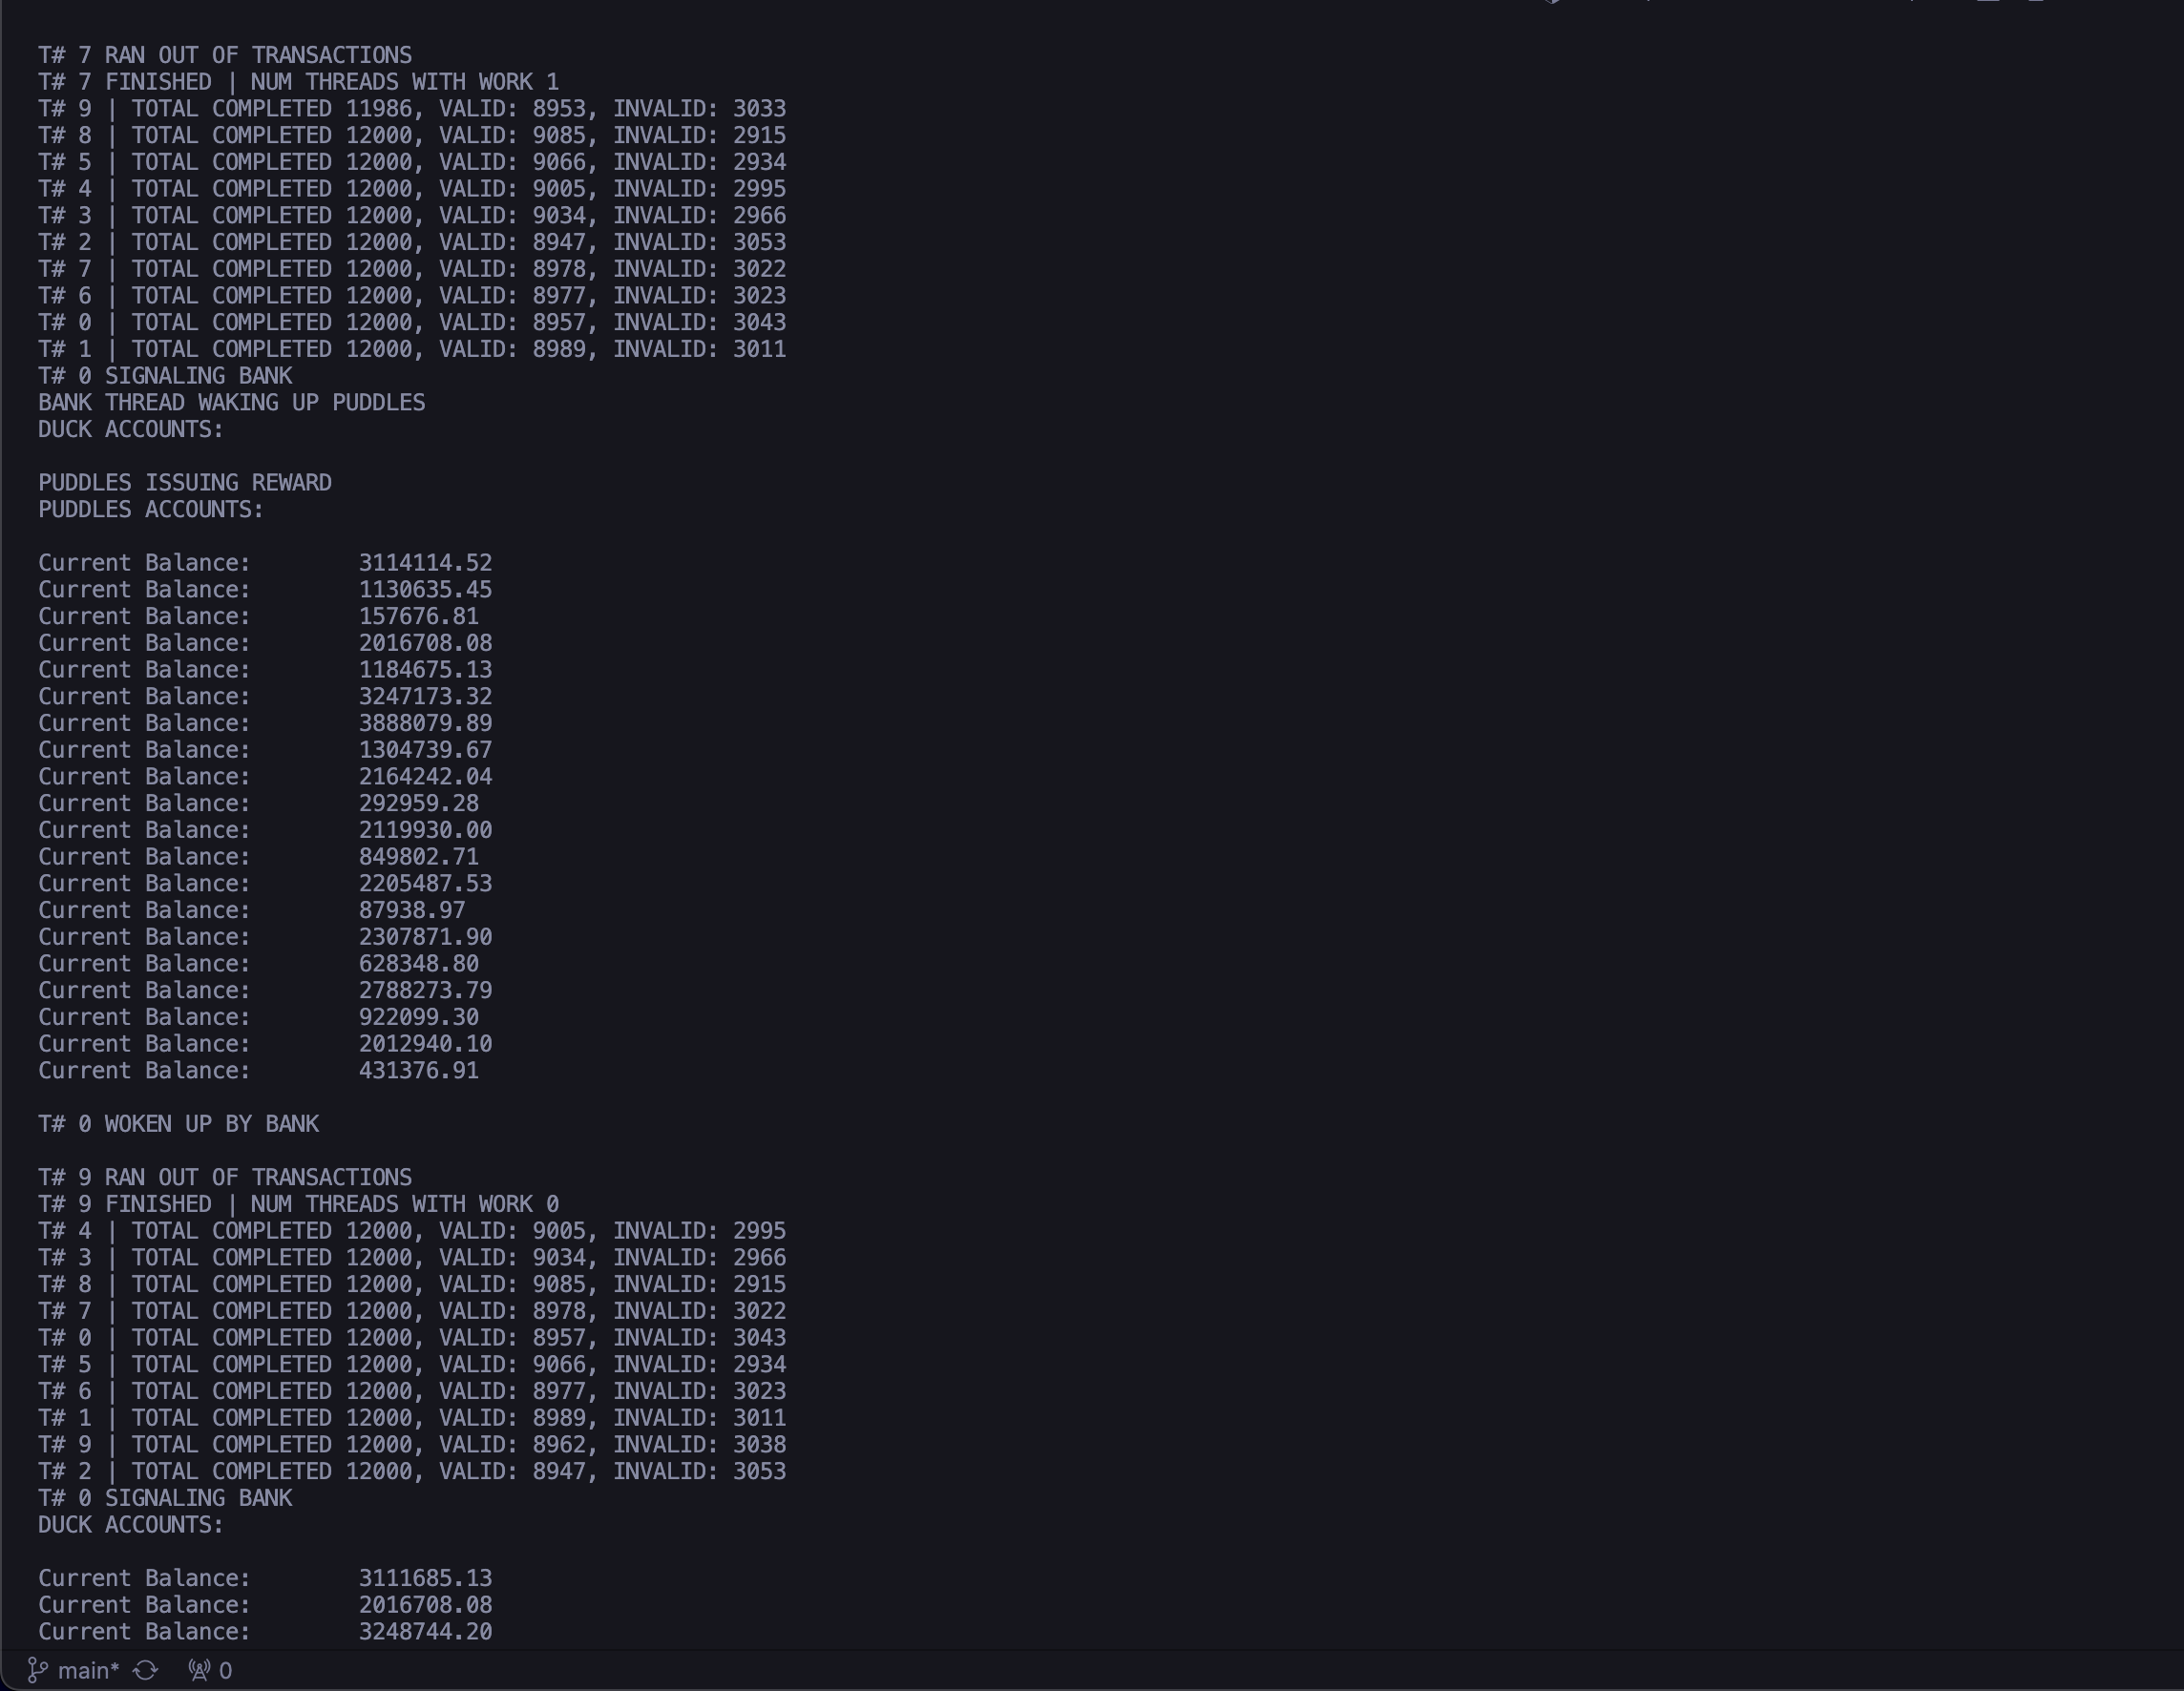 T# 7 RAN OUT OF TRANSACTIONS
T# 7 FINISHED | NUM THREADS WITH WORK 1
T# 9 | TOTAL COMPLETED 11986, VALID: 8953, INVALID: 3033
T# 8 | TOTAL COMPLETED 12000, VALID: 9085, INVALID: 2915
T# 5 | TOTAL COMPLETED 12000, VALID: 9066, INVALID: 2934
T# 4 | TOTAL COMPLETED 12000, VALID: 9005, INVALID: 2995
T# 3 | TOTAL COMPLETED 12000, VALID: 9034, INVALID: 2966
T# 2 | TOTAL COMPLETED 12000, VALID: 8947, INVALID: 3053
T# 7 | TOTAL COMPLETED 12000, VALID: 8978, INVALID: 3022
T# 6 | TOTAL COMPLETED 12000, VALID: 8977, INVALID: 3023
T# 0 | TOTAL COMPLETED 12000, VALID: 8957, INVALID: 3043
T# 1 | TOTAL COMPLETED 12000, VALID: 8989, INVALID: 3011
T# 0 SIGNALING BANK
BANK THREAD WAKING UP PUDDLES
DUCK ACCOUNTS:
PUDDLES ISSUING REWARD
PUDDLES ACCOUNTS:
Current Balance: 3114114.52
Current Balance: 1130635.45
Current Balance: 157676.81
Current Balance: 2016708.08
Current Balance: 1184675.13
Current Balance: 3247173.32
Current Balance: 3888079.89
Current Balance: 1304739.67
Current Balance: 2164242.04
Current Balance: 292959.28
Current Balance: 2119930.00
Current Balance: 849802.71
Current Balance: 2205487.53
Current Balance: 87938.97
Current Balance: 2307871.90
Current Balance: 628348.80
Current Balance: 2788273.79
Current Balance: 922099.30
Current Balance: 2012940.10
Current Balance: 431376.91
T# 0 WOKEN UP BY BANK
T# 9 RAN OUT OF TRANSACTIONS
T# 9 FINISHED | NUM THREADS WITH WORK 0
T# 4 | TOTAL COMPLETED 12000, VALID: 9005, INVALID: 2995
T# 3 | TOTAL COMPLETED 12000, VALID: 9034, INVALID: 2966
T# 8 | TOTAL COMPLETED 12000, VALID: 9085, INVALID: 2915
T# 7 | TOTAL COMPLETED 12000, VALID: 8978, INVALID: 3022
T# 0 | TOTAL COMPLETED 12000, VALID: 8957, INVALID: 3043
T# 5 | TOTAL COMPLETED 12000, VALID: 9066, INVALID: 2934
T# 6 | TOTAL COMPLETED 12000, VALID: 8977, INVALID: 3023
T# 1 | TOTAL COMPLETED 12000, VALID: 8989, INVALID: 3011
T# 9 | TOTAL COMPLETED 12000, VALID: 8962, INVALID: 3038
T# 2 | TOTAL COMPLETED 12000, VALID: 8947, INVALID: 3053
T# 0 SIGNALING BANK
DUCK ACCOUNTS:
Current Balance: 3111685.13
Current Balance: 2016708.08
Current Balance: 3248744.20
main* 0